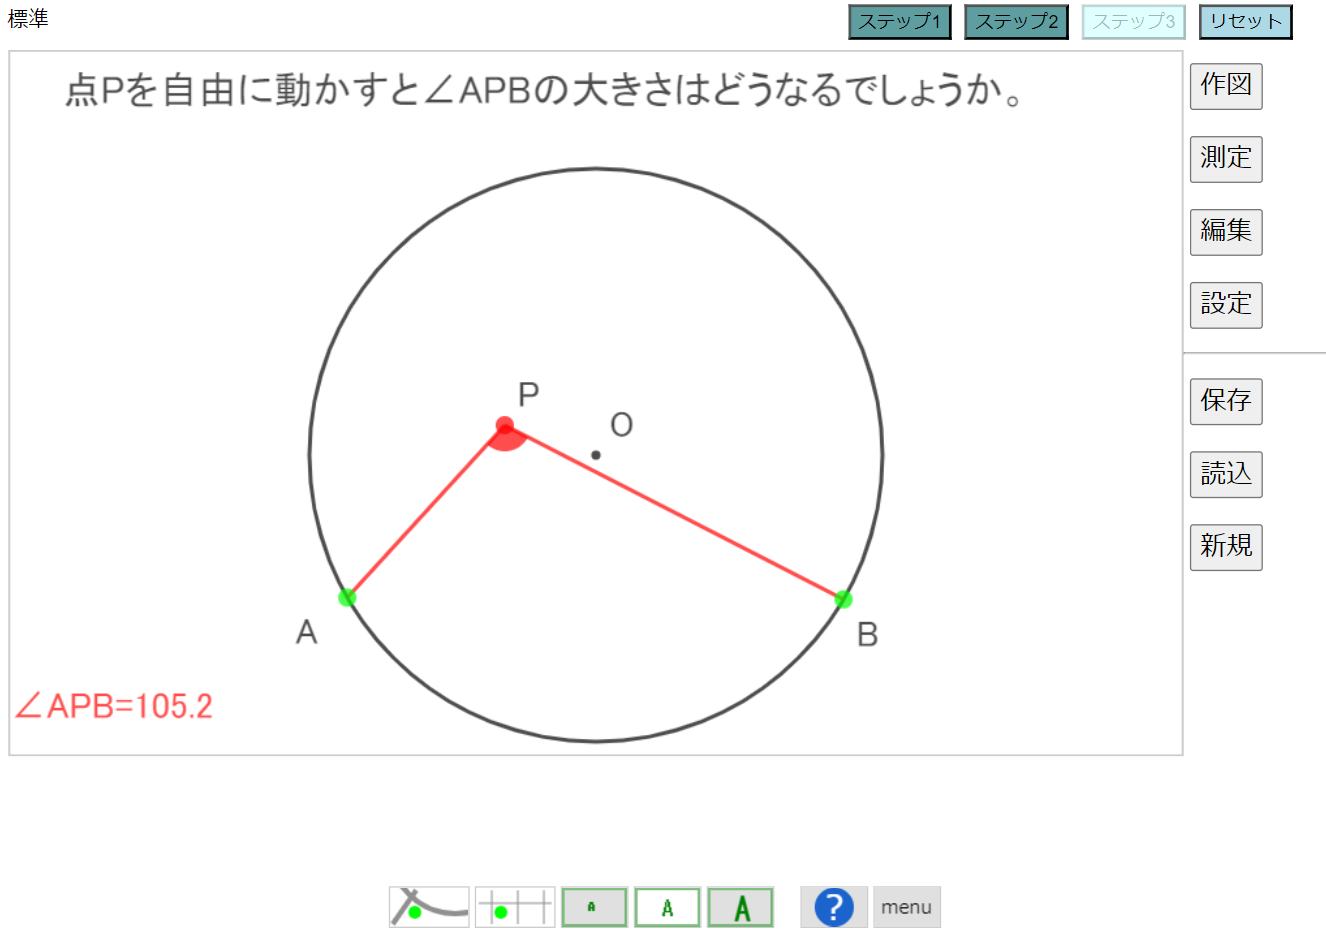 標準
ステップ1 ステップ2 ステップ3 リセット
点Pを自由に動かすと∠APBの大きさはどうなるでしょうか。
作図
測定
編集
設定
保存
読込
新規
P
O
A
B
∠APB=105.2
A A A ? menu